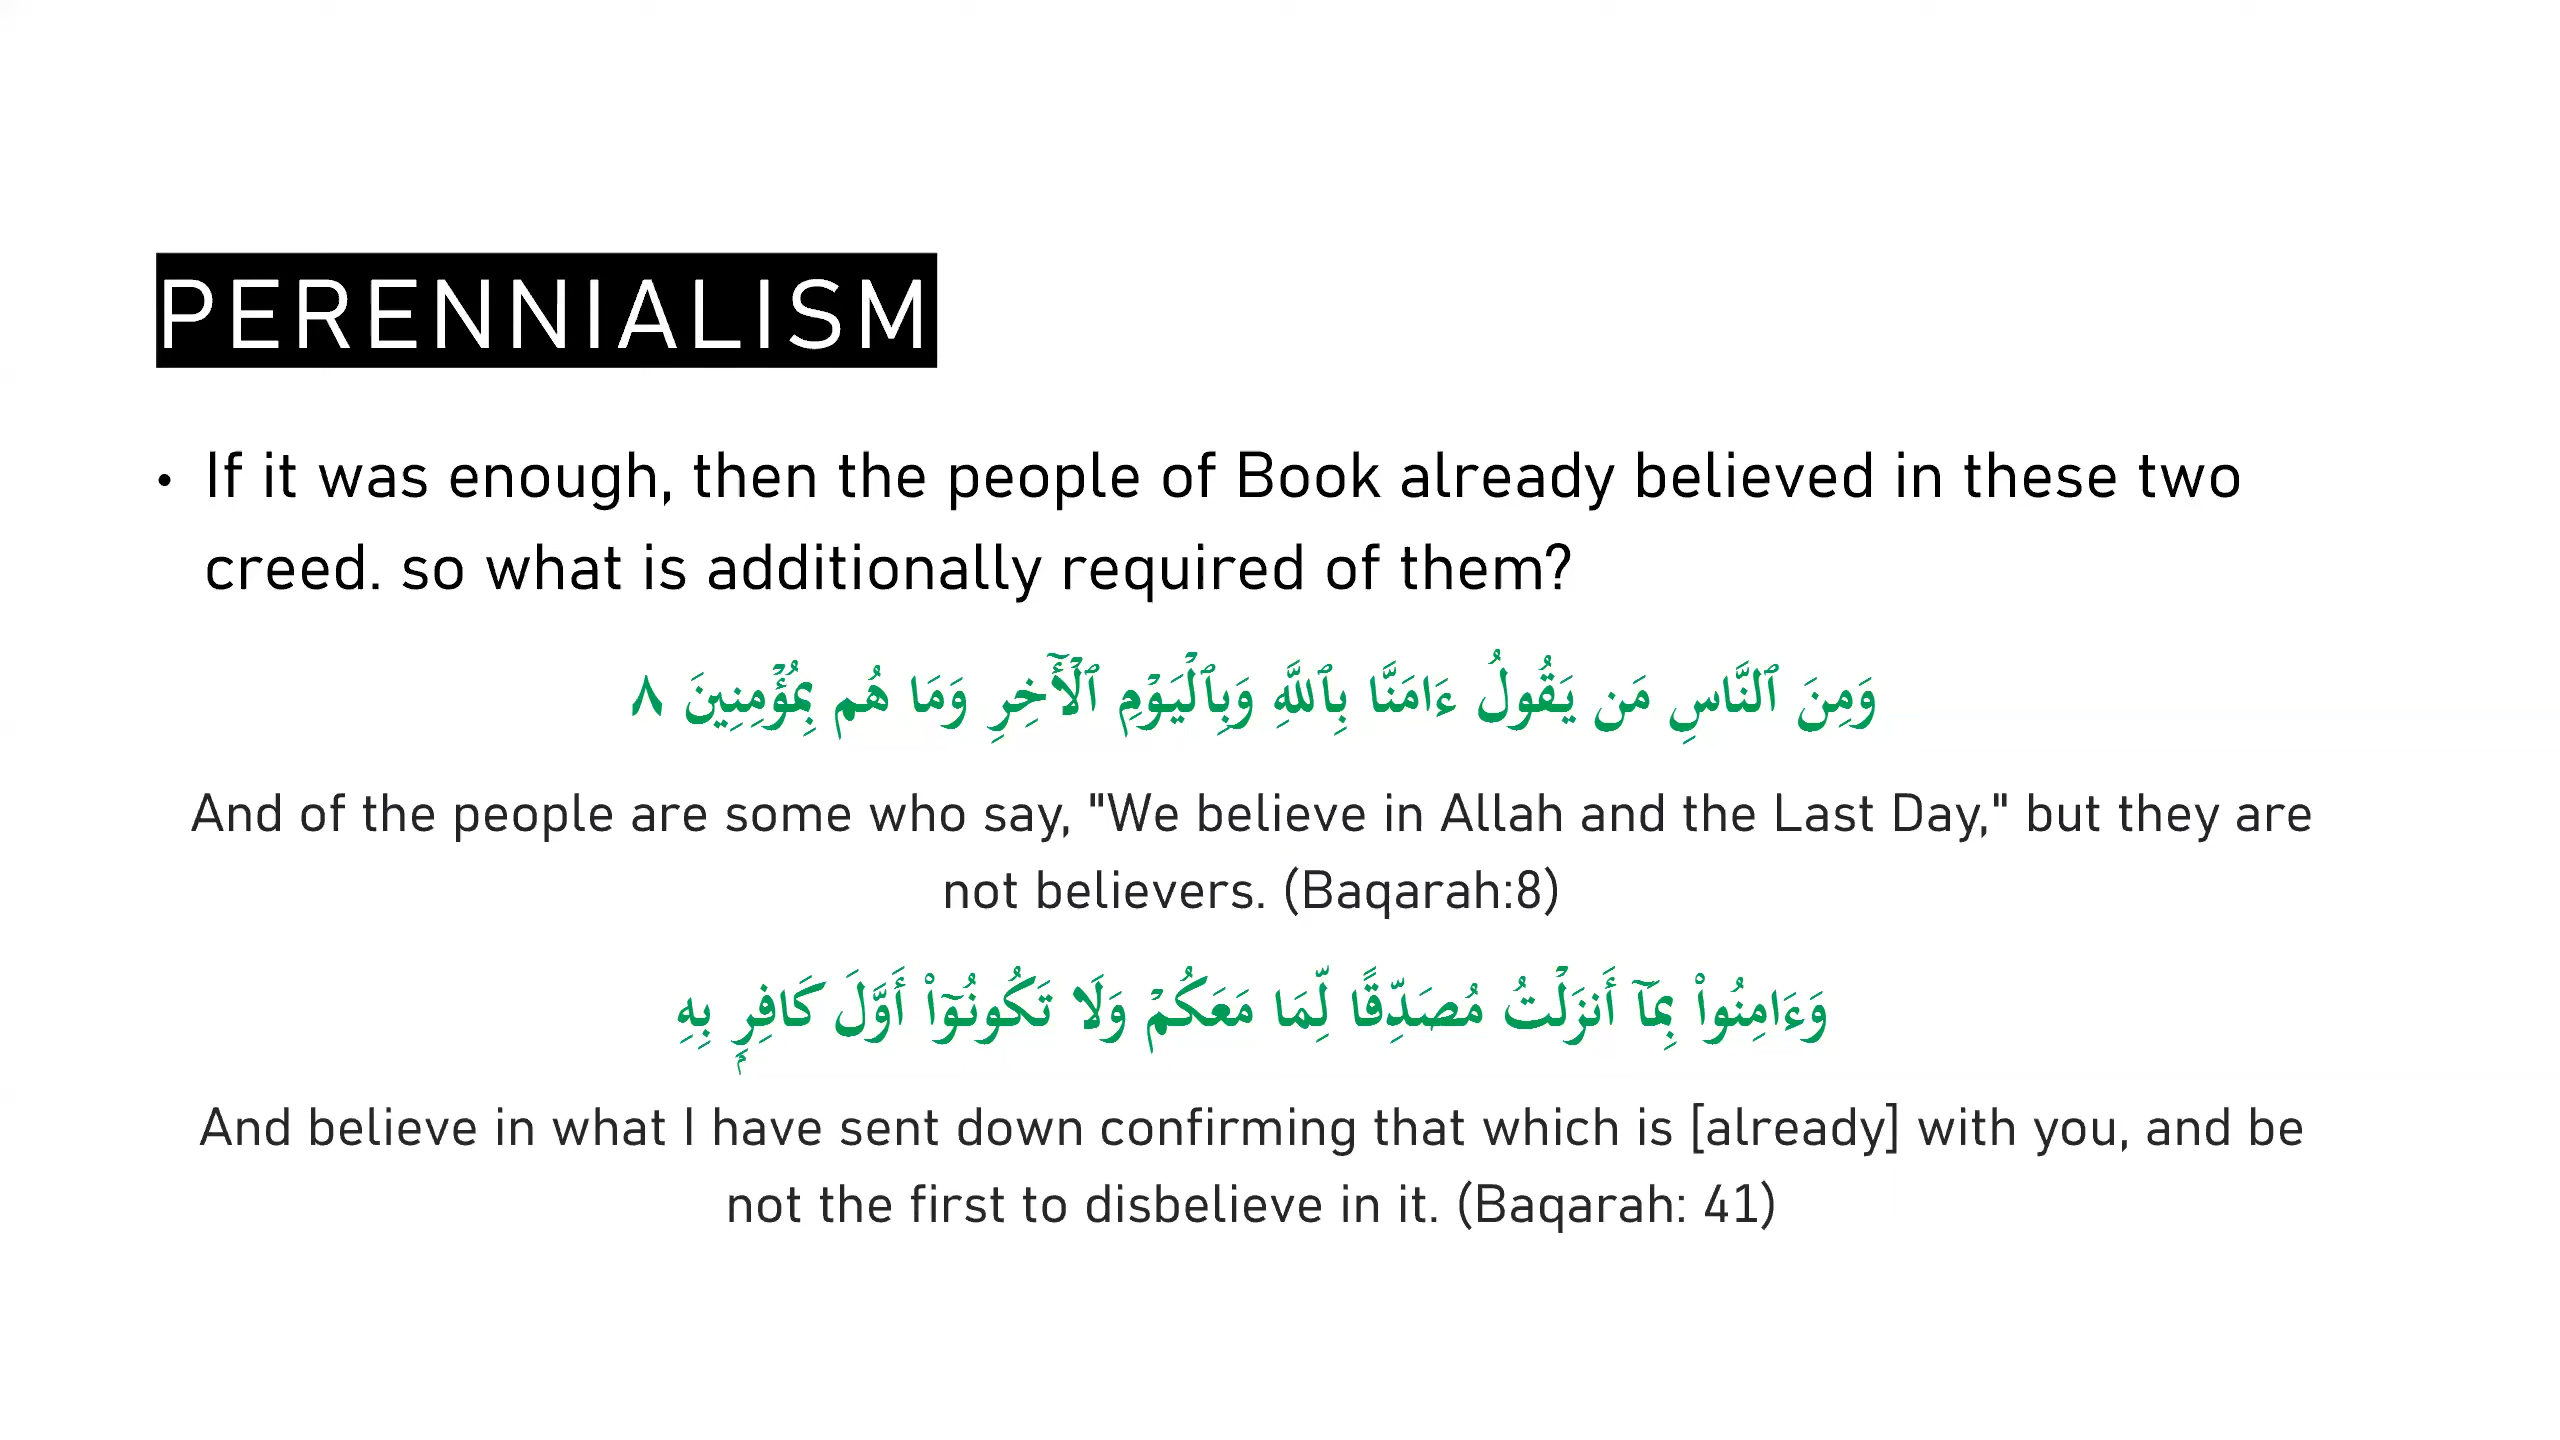 PERENNIALISM
• If it was enough, then the people of Book already believed in these two
creed. so what is additionally required of them?
وَمِنَ ٱلنَّاسِ مَن يَقُولُ ءَامَنَّا بِٱللَّهِ وَبِٱلۡيَوۡمِ ٱلۡأٓخِرِ وَمَا هُم بِمُؤۡمِنِينَ ٨
And of the people are some who say, "We believe in Allah and the Last Day," but they are
not believers. (Baqarah:8)
وَءَامِنُواْ بِمَآ أَنزَلۡتُ مُصَدِّقٗا لِّمَا مَعَكُمۡ وَلَا تَكُونُوٓاْ أَوَّلَ كَافِرِۭ بِهِ
And believe in what I have sent down confirming that which is [already] with you, and be
not the first to disbelieve in it. (Baqarah: 41)